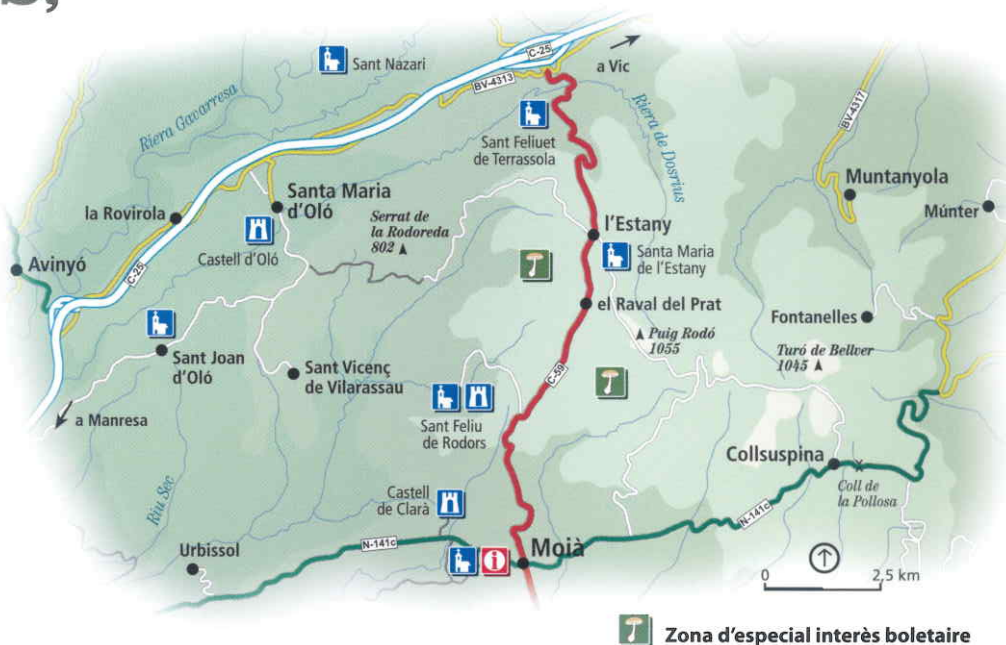 C-25
a Vic
Sant Nazari
BV-4313
Riera Gavarresa
Sant Feliuet
de Terrassola
Riera de Dosrius
BV-4317
Santa Maria
d'Oló
Muntanyola
la Rovirola
Serrat de
la Rodoreda
802
l'Estany
Múnter
Castell d'Oló
Santa Maria
de l'Estany
Avinyó
C-25
el Raval del Prat
Fontanelles
Puig Rodó
1055
Turó de Bellver
1045
Sant Joan
d'Oló
Sant Vicenç
de Vilarassau
C-59
a Manresa
Sant Feliu
de Rodors
Collsuspina
Coll de
la Pollosa
Riu Sec
Castell
de Clarà
N-141c
Urbissol
N-141c
i
Moià
0
2,5 km
Zona d'especial interès boletaire